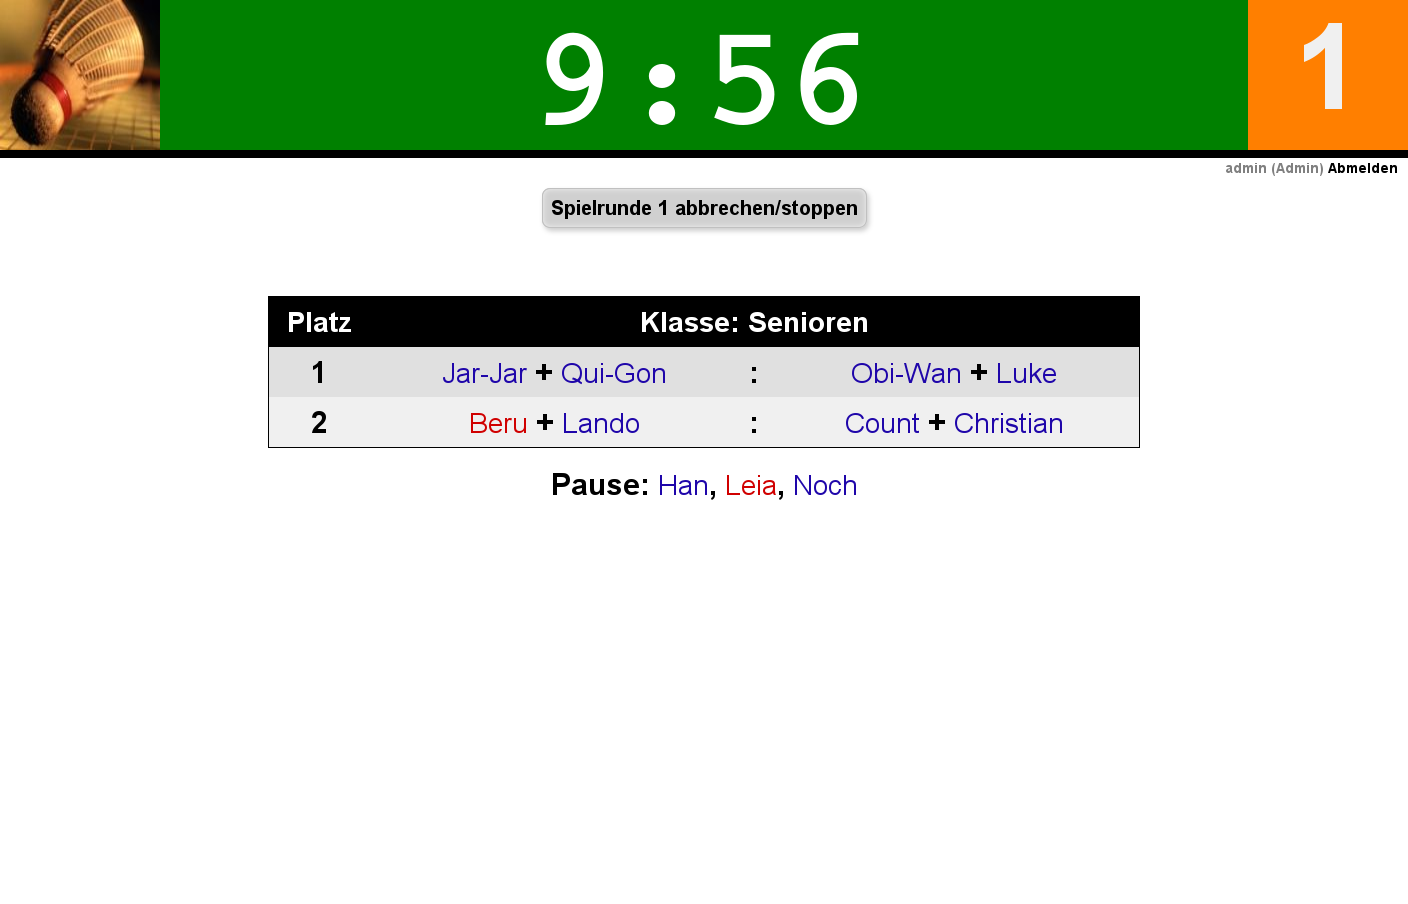 9:56
1
admin (Admin) Abmelden
Spielrunde 1 abbrechen/stoppen
Platz Klasse: Senioren
1 Jar-Jar + Qui-Gon : Obi-Wan + Luke
2 Beru + Lando : Count + Christian
Pause: Han, Leia, Noch